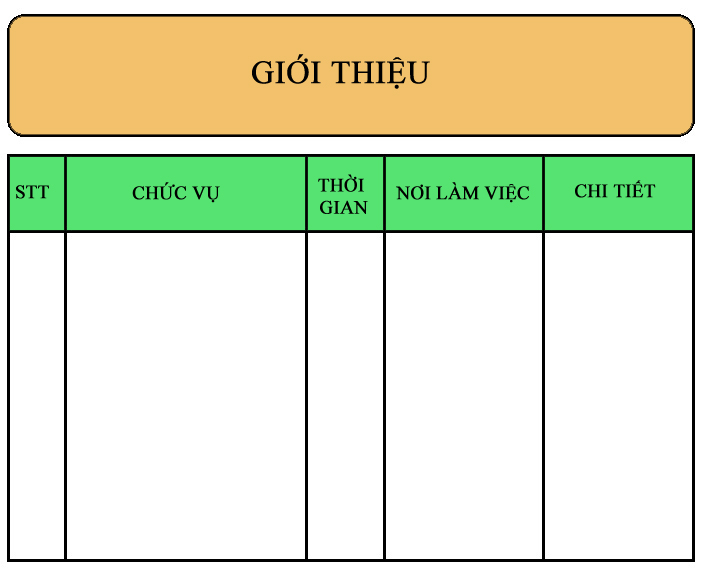 GIỚI THIỆU
STT
CHỨC VỤ
THỜI
GIAN
NƠI LÀM VIỆC
CHI TIẾT